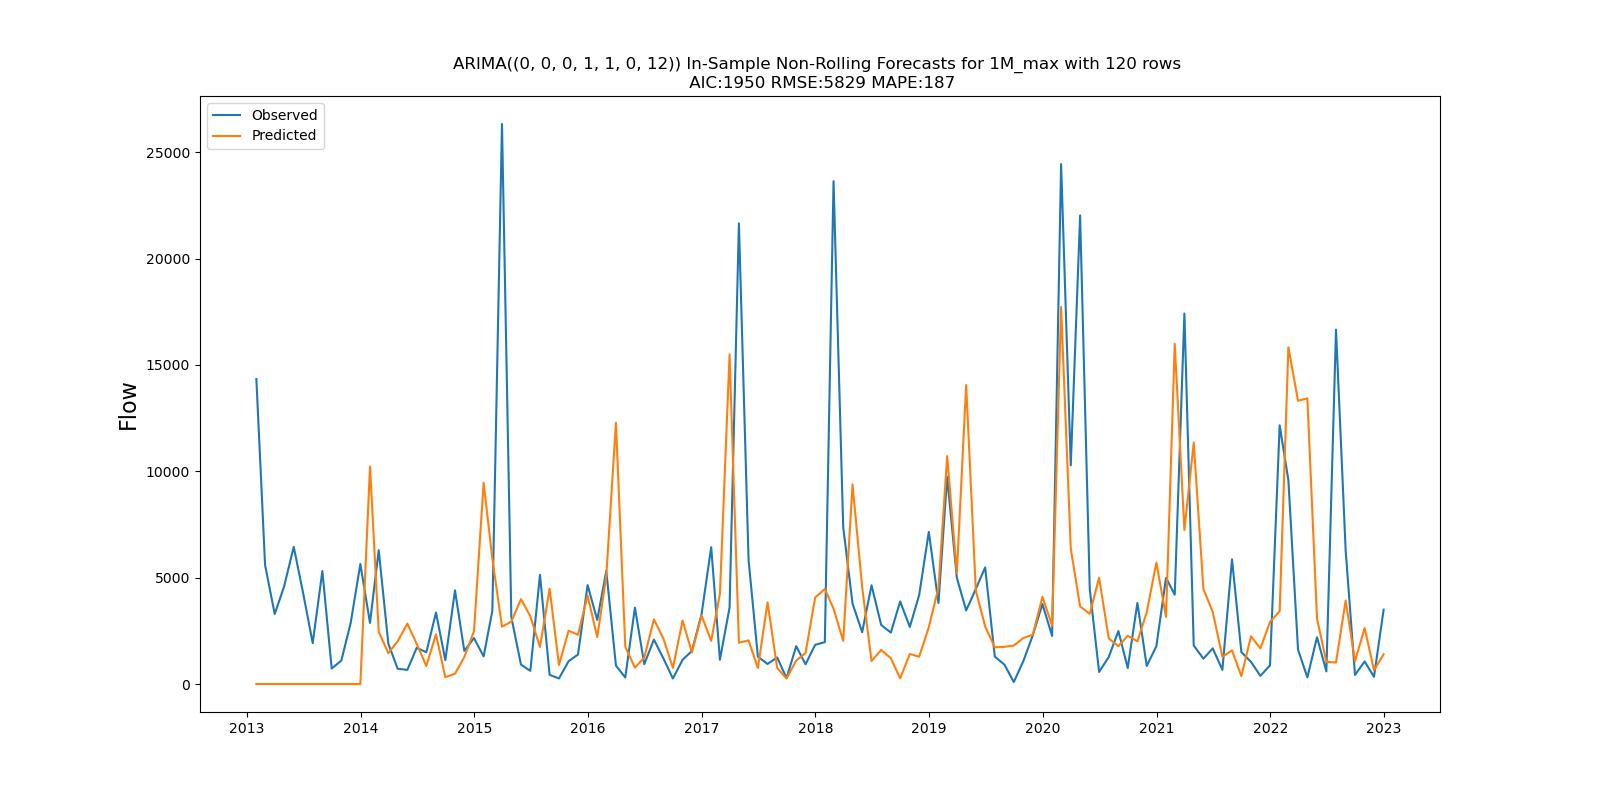 ARIMA((0, 0, 0, 1, 1, 0, 12)) In-Sample Non-Rolling Forecasts for 1M_max with 120 rows
AIC:1950 RMSE:5829 MAPE:187
Observed
Predicted
25000
20000
15000
10000
5000
0
Flow
2013 2014 2015 2016 2017 2018 2019 2020 2021 2022 2023